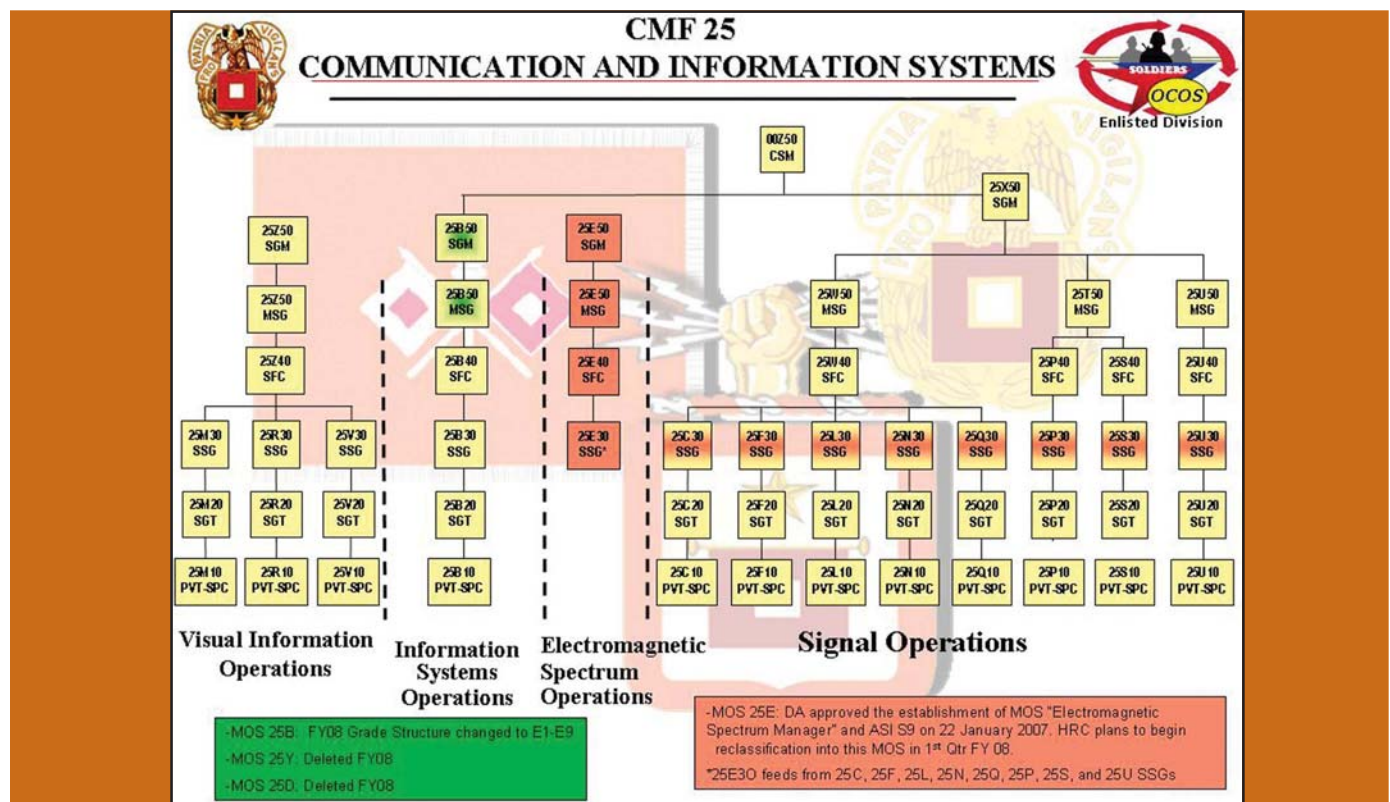 CMF 25
COMMUNICATION AND INFORMATION SYSTEMS
PRO PATRIA VIGILANS
SOLDIERS
OCOS
Enlisted Division
PRO PATRIA VIGILANS
00Z50
CSM
25X50
SGM
25Z50
SGM
25B50
SGM
25E50
SGM
25Z50
MSG
25B50
MSG
25E50
MSG
25W50
MSG
25T50
MSG
25U50
MSG
25Z40
SFC
25B40
SFC
25E40
SFC
25W40
SFC
25P40
SFC
25S40
SFC
25U40
SFC
25M30
SSG
25R30
SSG
25V30
SSG
25B30
SSG
25E30
SSG*
25C30
SSG
25F30
SSG
25L30
SSG
25N30
SSG
25Q30
SSG
25P30
SSG
25S30
SSG
25U30
SSG
25M20
SGT
25R20
SGT
25V20
SGT
25B20
SGT
25C20
SGT
25F20
SGT
25L20
SGT
25N20
SGT
25Q20
SGT
25P20
SGT
25S20
SGT
25U20
SGT
25M10
PVT-SPC
25R10
PVT-SPC
25V10
PVT-SPC
25B10
PVT-SPC
25C10
PVT-SPC
25F10
PVT-SPC
25L10
PVT-SPC
25N10
PVT-SPC
25Q10
PVT-SPC
25P10
PVT-SPC
25S10
PVT-SPC
25U10
PVT-SPC
Visual Information
Operations
Information
Systems
Operations
Electromagnetic
Spectrum
Operations
Signal Operations
-MOS 25B: FY08 Grade Structure changed to E1-E9
-MOS 25Y: Deleted FY08
-MOS 25D: Deleted FY08
-MOS 25E: DA approved the establishment of MOS "Electromagnetic
Spectrum Manager" and ASI S9 on 22 January 2007. HRC plans to begin
reclassification into this MOS in 1st Qtr FY 08.
*25E3O feeds from 25C, 25F, 25L, 25N, 25Q, 25P, 25S, and 25U SSGs